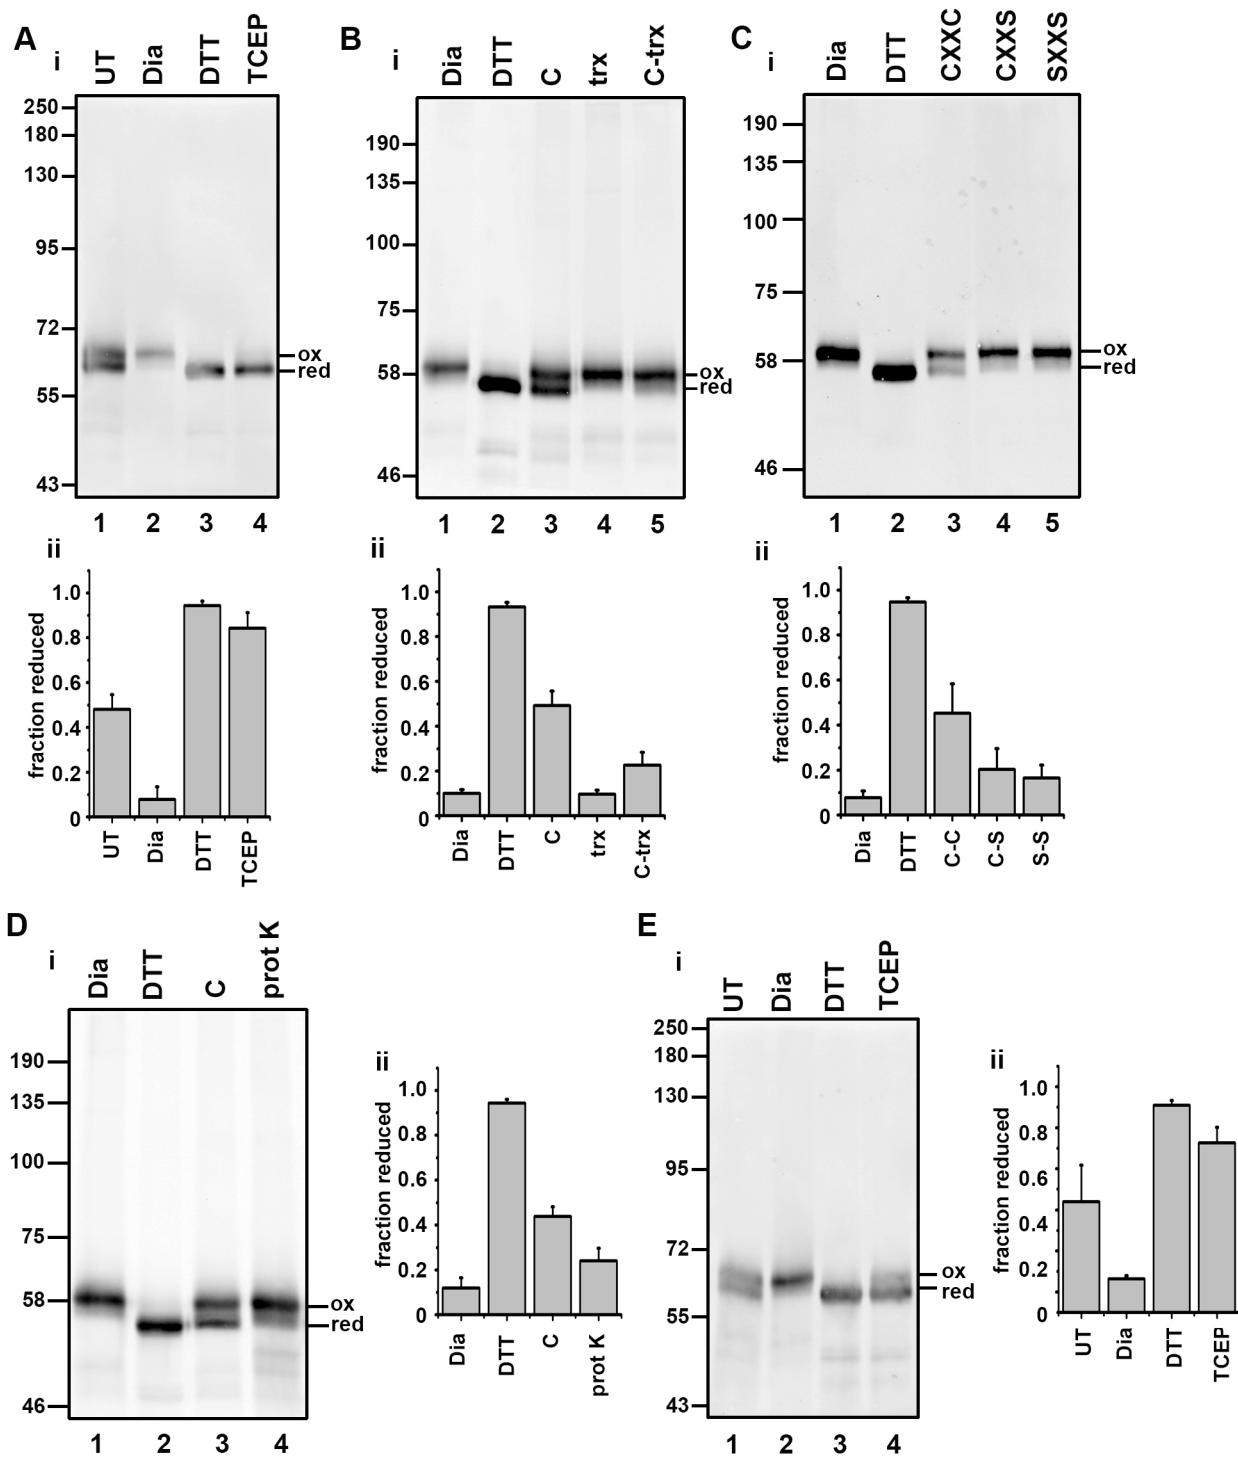 A
i
UT Dia DTT TCEP
250
180
130
95
72
55
43
ox
red
1 2 3 4
ii
fraction reduced
1.0
0.8
0.6
0.4
0.2
0
UT Dia DTT TCEP
B
i
Dia DTT C trx C-trx
190
135
100
75
58
46
ox
red
1 2 3 4 5
ii
fraction reduced
1.0
0.8
0.6
0.4
0.2
0
Dia DTT C trx C-trx
C
i
Dia DTT CXXC CXXS SXXS
190
135
100
75
58
46
ox
red
1 2 3 4 5
ii
fraction reduced
1.0
0.8
0.6
0.4
0.2
0
Dia DTT C-C C-S S-S
D
i
Dia DTT C prot K
190
135
100
75
58
46
ox
red
1 2 3 4
ii
fraction reduced
1.0
0.8
0.6
0.4
0.2
0
Dia DTT C prot K
E
i
UT Dia DTT TCEP
250
180
130
95
72
55
43
ox
red
1 2 3 4
ii
fraction reduced
1.0
0.8
0.6
0.4
0.2
0
UT Dia DTT TCEP